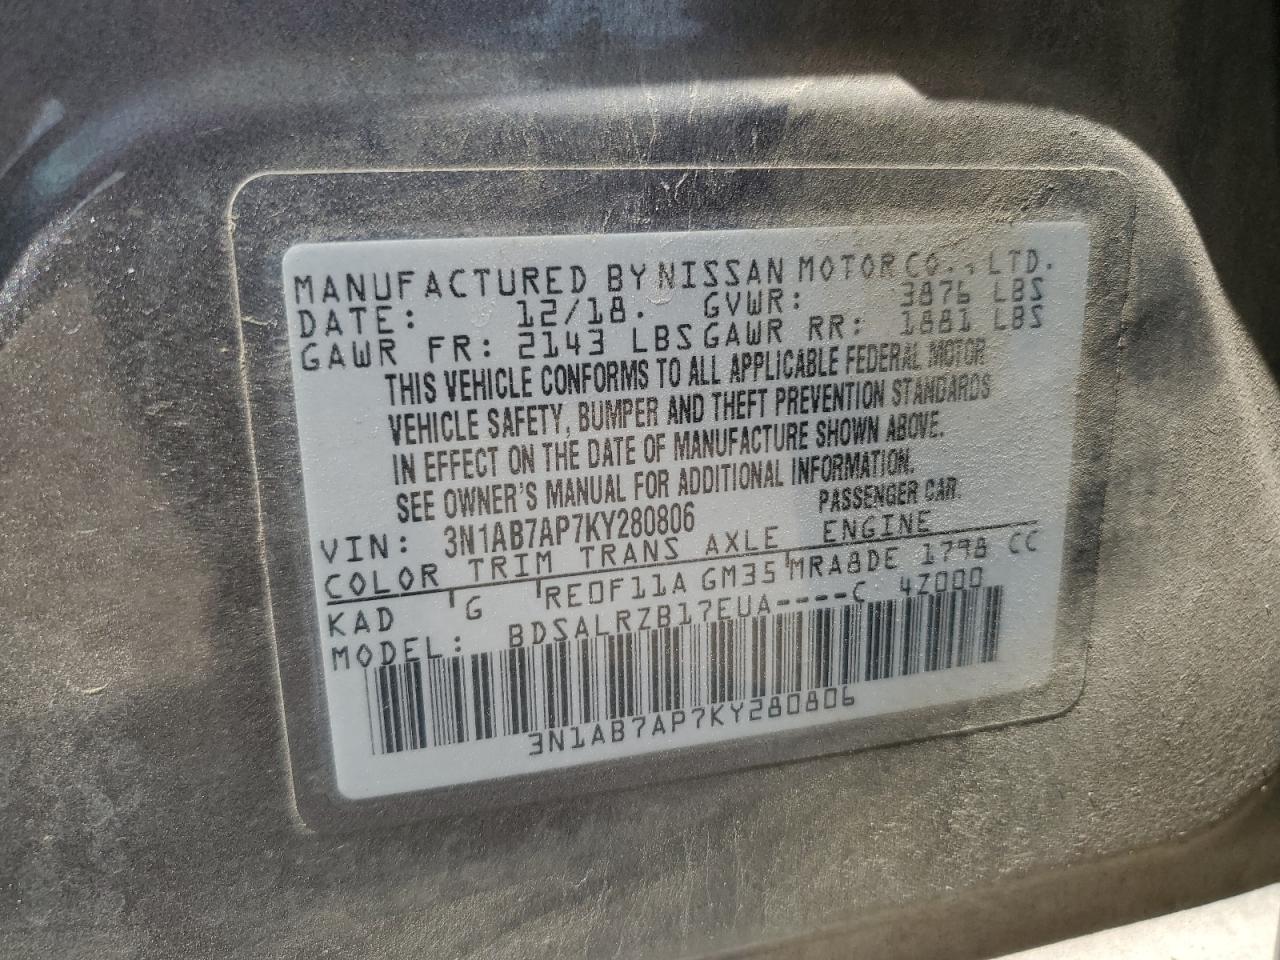 MANUFACTURED BY NISSAN MOTOR CO., LTD.
DATE: 12/18. GVWR: 3876 LBS
GAWR FR: 2143 LBS GAWR RR: 1881 LBS
THIS VEHICLE CONFORMS TO ALL APPLICABLE FEDERAL MOTOR
VEHICLE SAFETY, BUMPER AND THEFT PREVENTION STANDARDS
IN EFFECT ON THE DATE OF MANUFACTURE SHOWN ABOVE.
SEE OWNER'S MANUAL FOR ADDITIONAL INFORMATION.
VIN: 3N1AB7AP7KY280806 PASSENGER CAR.
COLOR TRIM TRANS AXLE ENGINE
KAD G RE0F11A GM35 MRA8DE 1798 CC
MODEL: BDSALRZB17EUA----C 4Z000
3N1AB7AP7KY280806